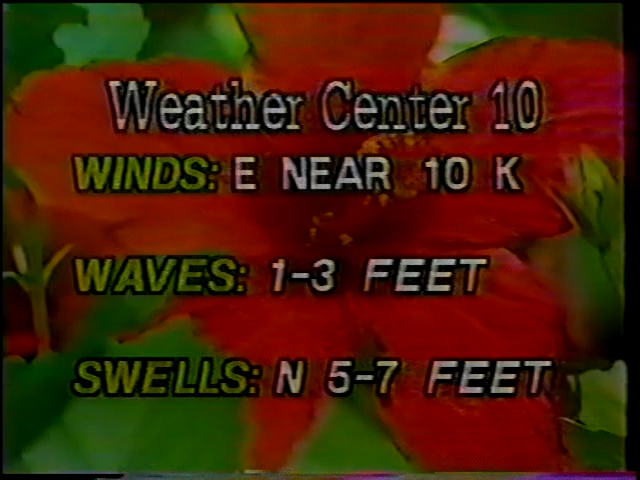 Weather Center 10
WINDS: E NEAR 10 K
WAVES: 1-3 FEET
SWELLS: N 5-7 FEET